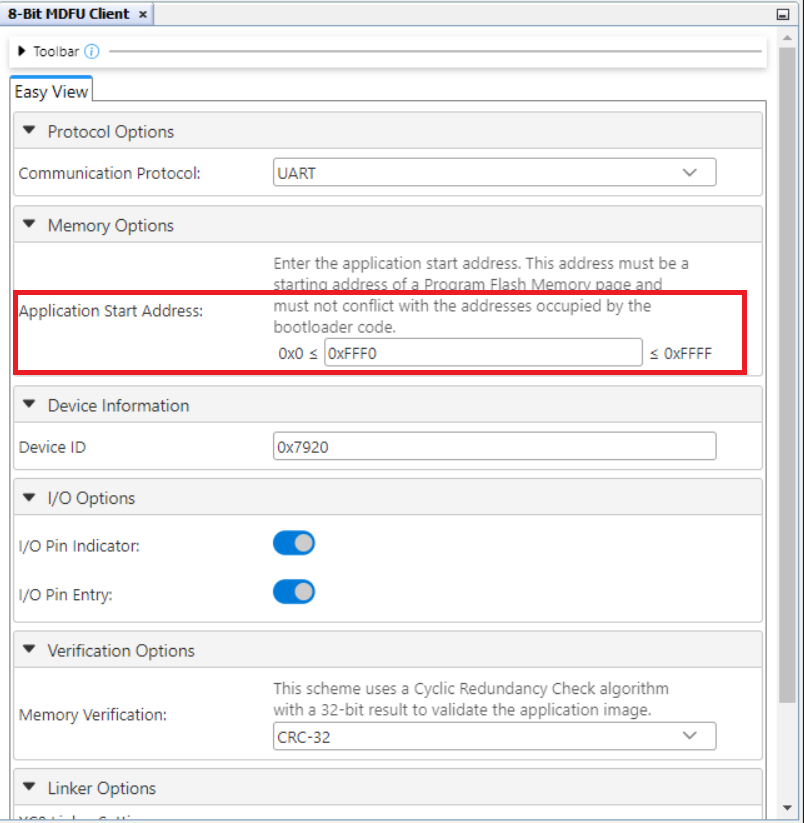 8-Bit MDFU Client ×
Toolbar
Easy View
Protocol Options
Communication Protocol:
UART
Memory Options
Enter the application start address. This address must be a
starting address of a Program Flash Memory page and
Application Start Address:
must not conflict with the addresses occupied by the
bootloader code.
0x0 ≤ 0xFFF0 ≤ 0xFFFF
Device Information
Device ID
0x7920
I/O Options
I/O Pin Indicator:
I/O Pin Entry:
Verification Options
This scheme uses a Cyclic Redundancy Check algorithm
Memory Verification:
with a 32-bit result to validate the application image.
CRC-32
Linker Options